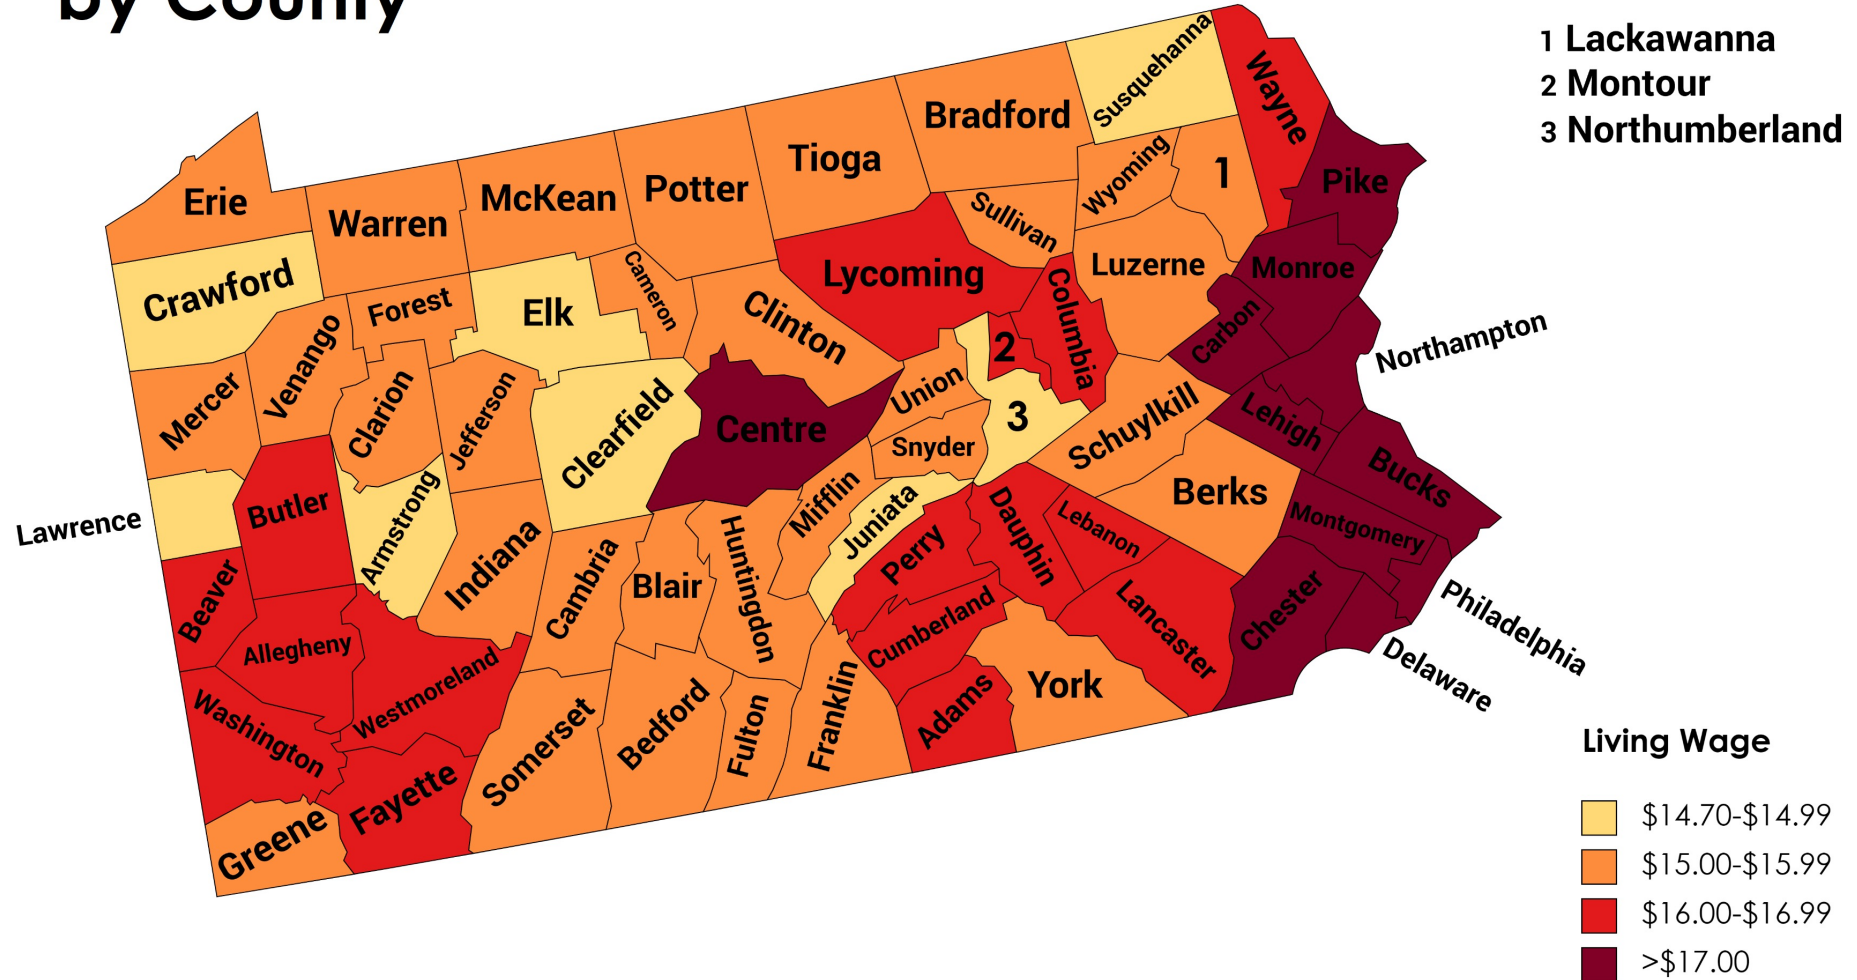 by County
1 Lackawanna
2 Montour
3 Northumberland
Susquehanna
Wayne
Bradford
Tioga
Wyoming
1
Pike
Erie
Warren
McKean
Potter
Sullivan
Luzerne
Monroe
Crawford
Forest
Elk
Cameron
Clinton
Lycoming
Columbia
Carbon
Northampton
Mercer
Venango
Clarion
Jefferson
Clearfield
Centre
Union
2
3
Snyder
Schuylkill
Lehigh
Bucks
Lawrence
Butler
Armstrong
Indiana
Cambria
Blair
Huntingdon
Mifflin
Juniata
Perry
Dauphin
Lebanon
Berks
Montgomery
Philadelphia
Beaver
Allegheny
Westmoreland
Cumberland
Lancaster
Chester
Delaware
Washington
Fayette
Somerset
Bedford
Fulton
Franklin
Adams
York
Greene
Living Wage
$14.70-$14.99
$15.00-$15.99
$16.00-$16.99
>$17.00